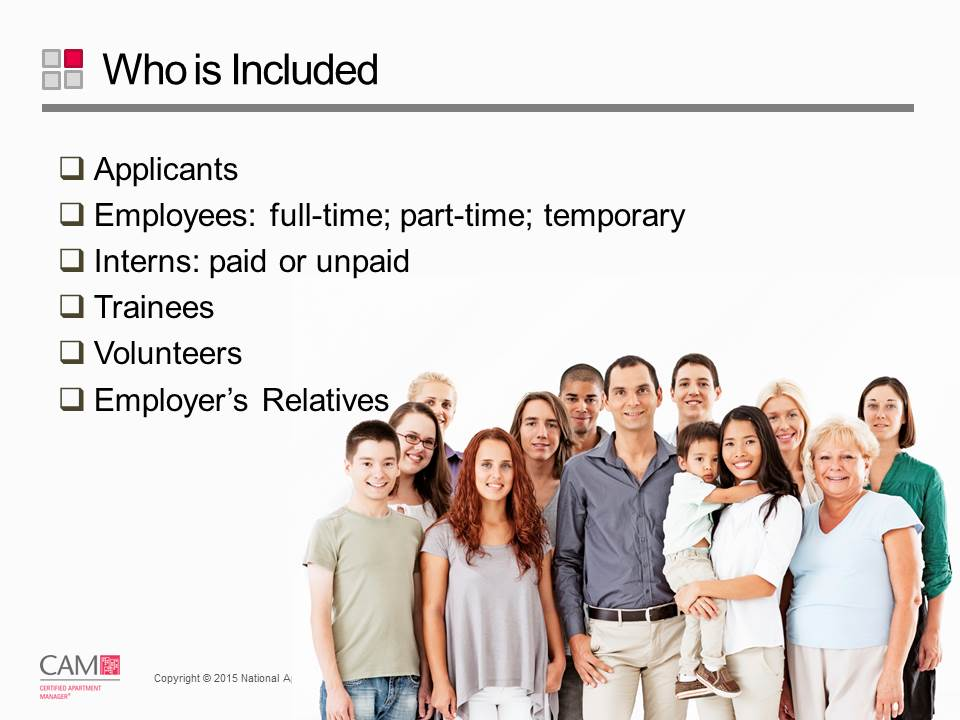 Who is Included
Applicants
Employees: full-time; part-time; temporary
Interns: paid or unpaid
Trainees
Volunteers
Employer’s Relatives
CAM
CERTIFIED APARTMENT
MANAGER®
Copyright © 2015 National